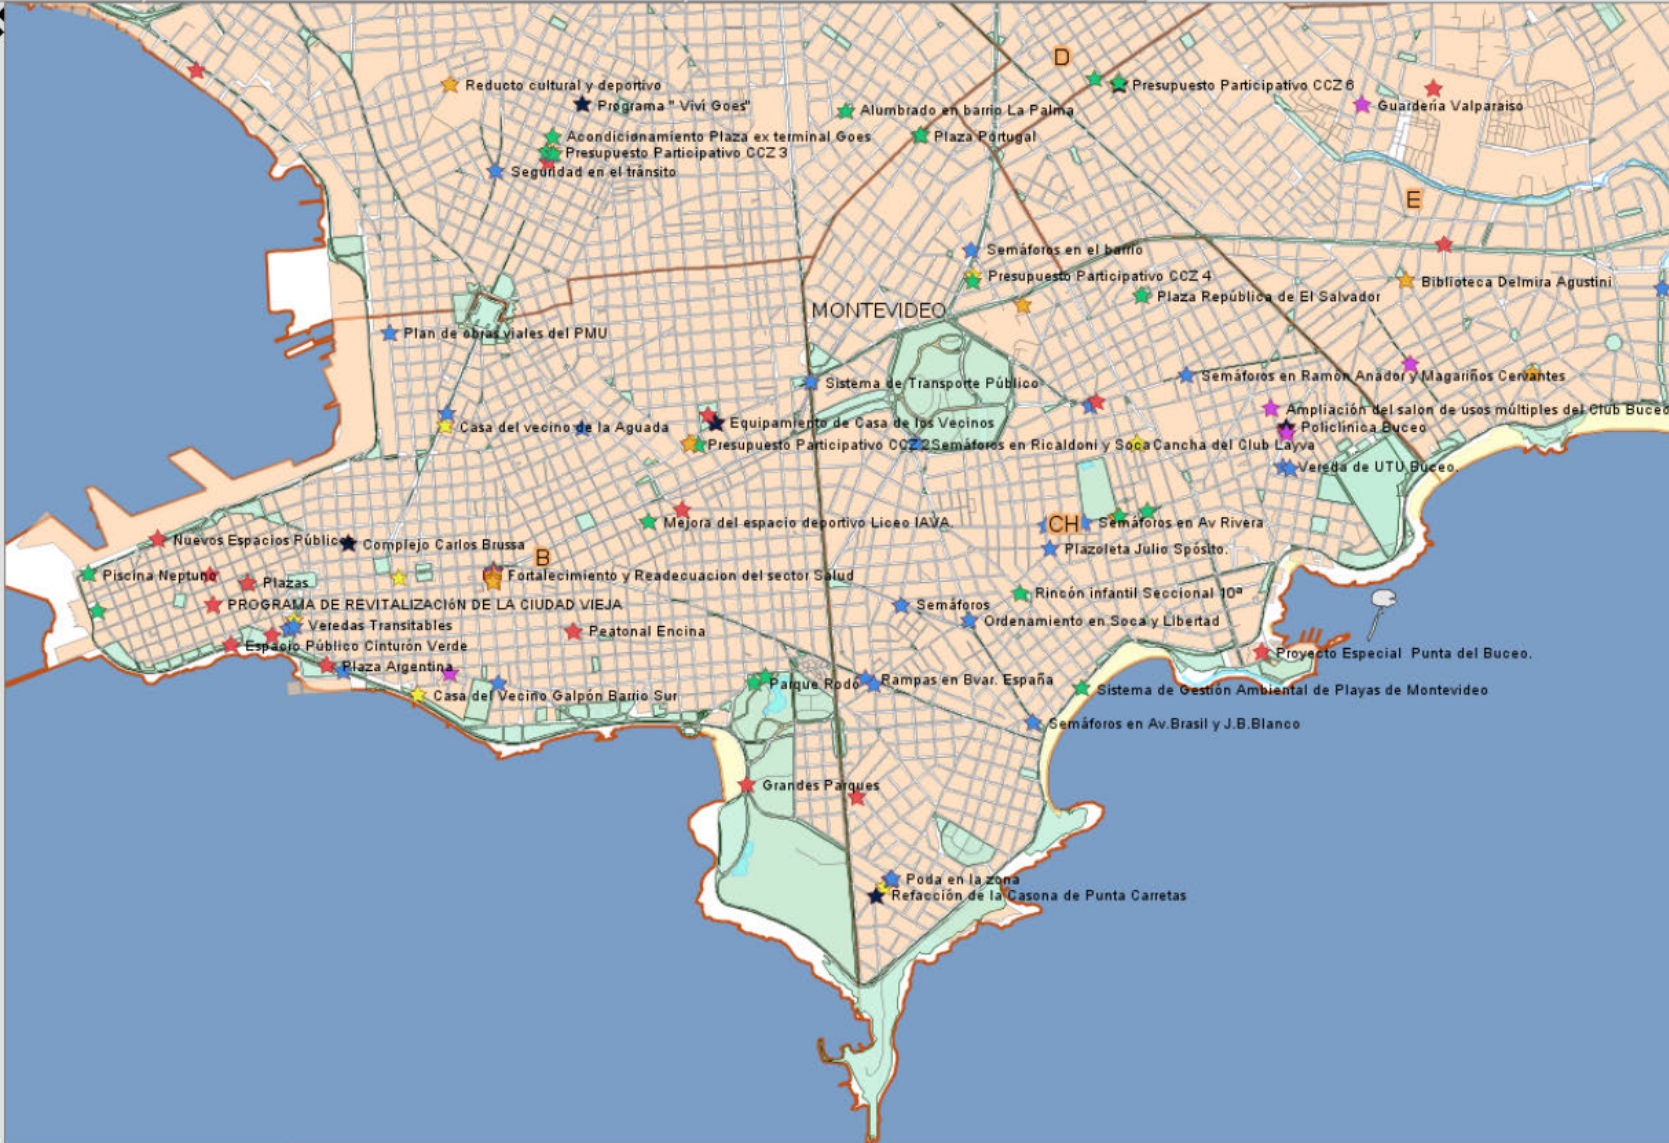 D
Reducto cultural y deportivo
Presupuesto Participativo CCZ 6
Programa " Viví Goes"
Guardería Valparaiso
Alumbrado en barrio La Palma
Acondicionamiento Plaza ex terminal Goes
Plaza Portugal
Presupuesto Participativo CCZ 3
Seguridad en el tránsito
E
Semáforos en el barrio
Presupuesto Participativo CCZ 4
Biblioteca Delmira Agustini
Plaza República de El Salvador
MONTEVIDEO
Plan de obras viales del PMU
Semáforos en Ramón Anador y Magariños Cervantes
Sistema de Transporte Público
Ampliación del salon de usos múltiples del Club Buceo
Equipamiento de Casa de los Vecinos
Casa del vecino de la Aguada
Policlínica Buceo
Presupuesto Participativo CCZ 2
Semáforos en Ricaldoni y Soca
Cancha del Club Layva
Vereda de UTU Buceo.
Mejora del espacio deportivo Liceo IAVA.
CH
Semáforos en Av Rivera
Nuevos Espacios Públicos
Complejo Carlos Brussa
Plazoleta Julio Spósito.
B
Piscina Neptuno
Fortalecimiento y Readecuacion del sector Salud
Plazas
Rincón infantil Seccional 10ª
PROGRAMA DE REVITALIZACIóN DE LA CIUDAD VIEJA
Semáforos
Ordenamiento en Soca y Libertad
Veredas Transitables
Peatonal Encina
Espacio Público Cinturón Verde
Proyecto Especial Punta del Buceo.
Plaza Argentina
Rampas en Bvar. España
Parque Rodó
Sistema de Gestión Ambiental de Playas de Montevideo
Casa del Vecino Galpón Barrio Sur
Semáforos en Av.Brasil y J.B.Blanco
Grandes Parques
Poda en la zona
Refacción de la Casona de Punta Carretas